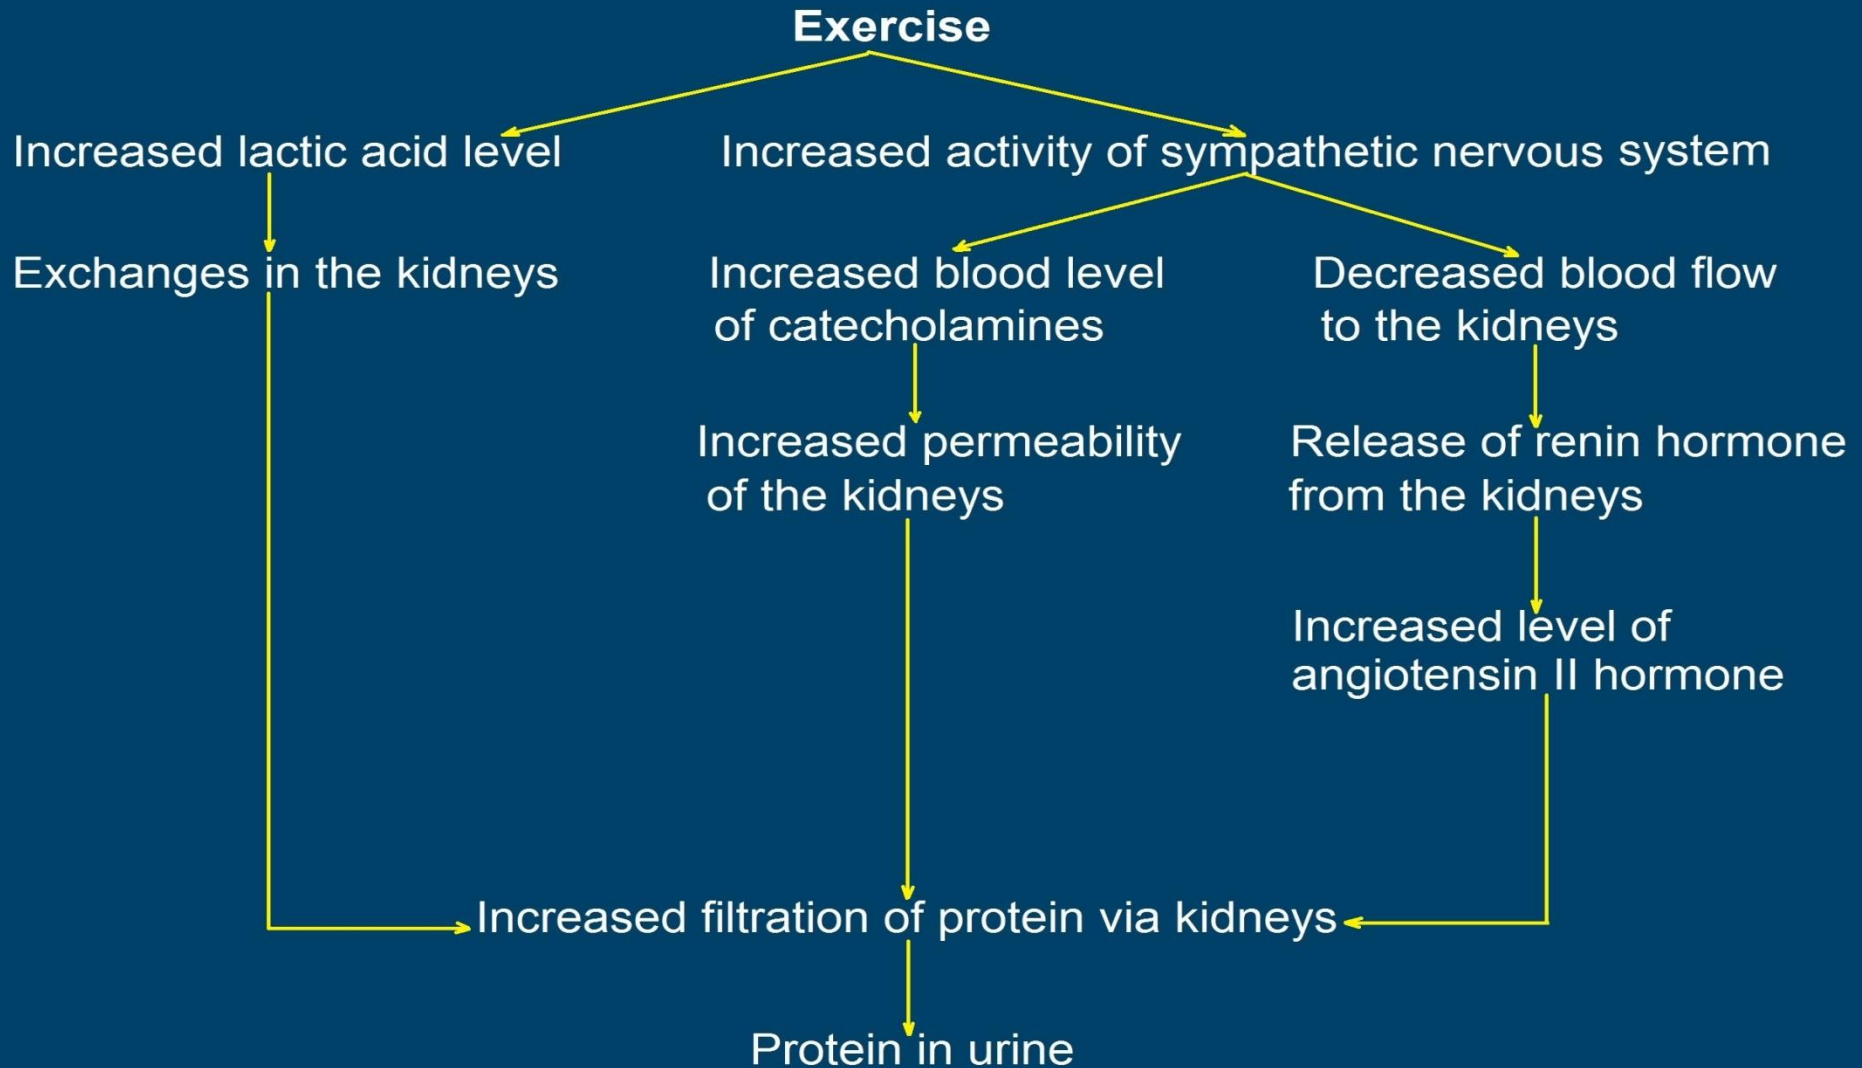 Exercise
Increased lactic acid level
Increased activity of sympathetic nervous system
Exchanges in the kidneys
Increased blood level
of catecholamines
Decreased blood flow
to the kidneys
Increased permeability
of the kidneys
Release of renin hormone
from the kidneys
Increased level of
angiotensin II hormone
Increased filtration of protein via kidneys
Protein in urine